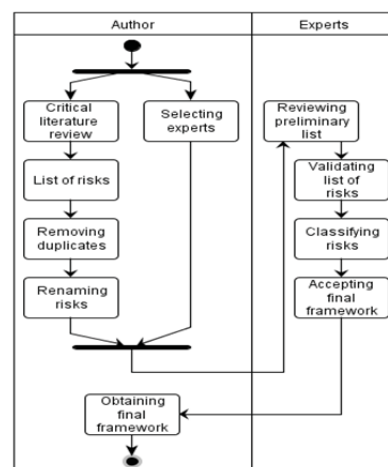 Author
Experts
Critical
literature
review
Selecting
experts
List of risks
Removing
duplicates
Renaming
risks
Reviewing
preliminary
list
Validating
list of
risks
Classifying
risks
Accepting
final
framework
Obtaining
final
framework